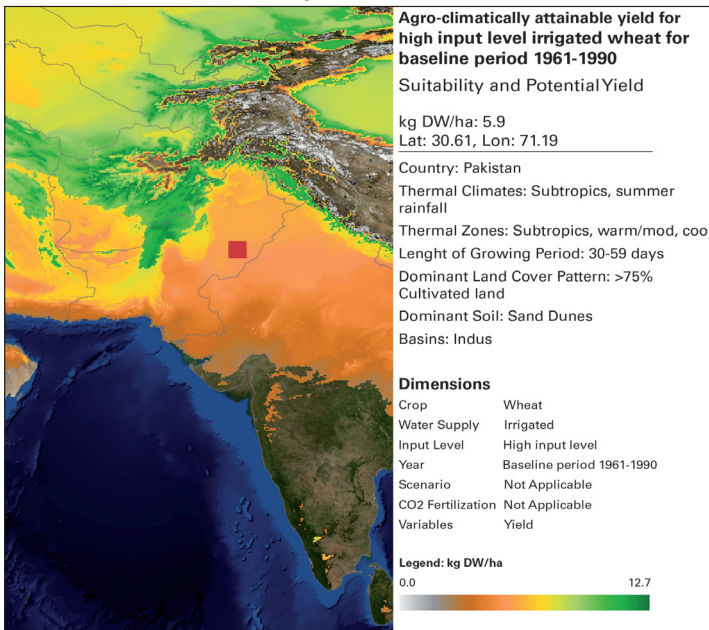 Agro-climatically attainable yield for
high input level irrigated wheat for
baseline period 1961-1990
Suitability and Potential Yield
kg DW/ha: 5.9
Lat: 30.61, Lon: 71.19
Country: Pakistan
Thermal Climates: Subtropics, summer
rainfall
Thermal Zones: Subtropics, warm/mod, coo
Lenght of Growing Period: 30-59 days
Dominant Land Cover Pattern: >75%
Cultivated land
Dominant Soil: Sand Dunes
Basins: Indus
Dimensions
Crop Wheat
Water Supply Irrigated
Input Level High input level
Year Baseline period 1961-1990
Scenario Not Applicable
CO2 Fertilization Not Applicable
Variables Yield
Legend: kg DW/ha
0.0 12.7